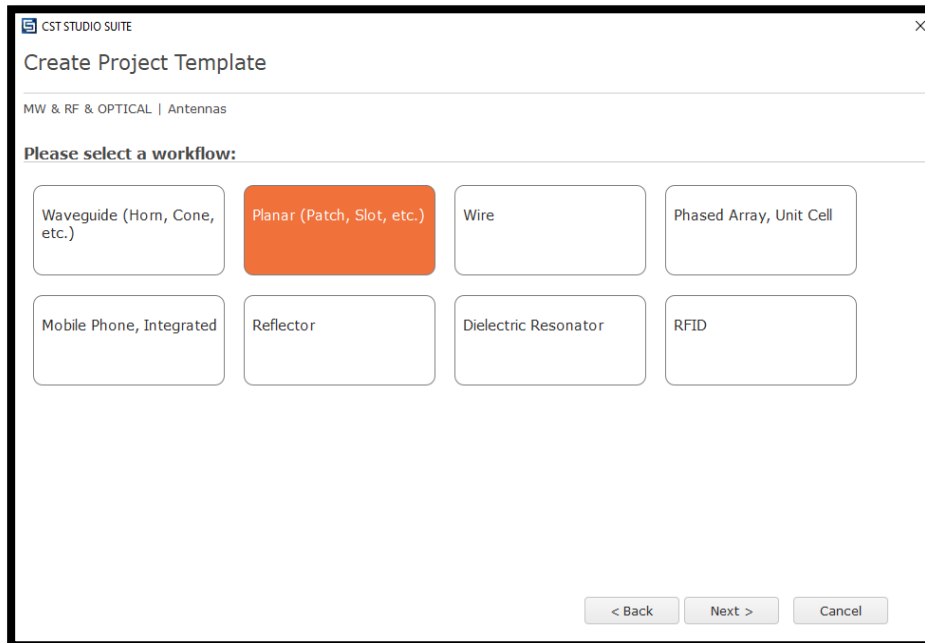 CST STUDIO SUITE
Create Project Template
MW & RF & OPTICAL | Antennas
Please select a workflow:
Waveguide (Horn, Cone,
etc.)
Planar (Patch, Slot, etc.)
Wire
Phased Array, Unit Cell
Mobile Phone, Integrated
Reflector
Dielectric Resonator
RFID
< Back
Next >
Cancel